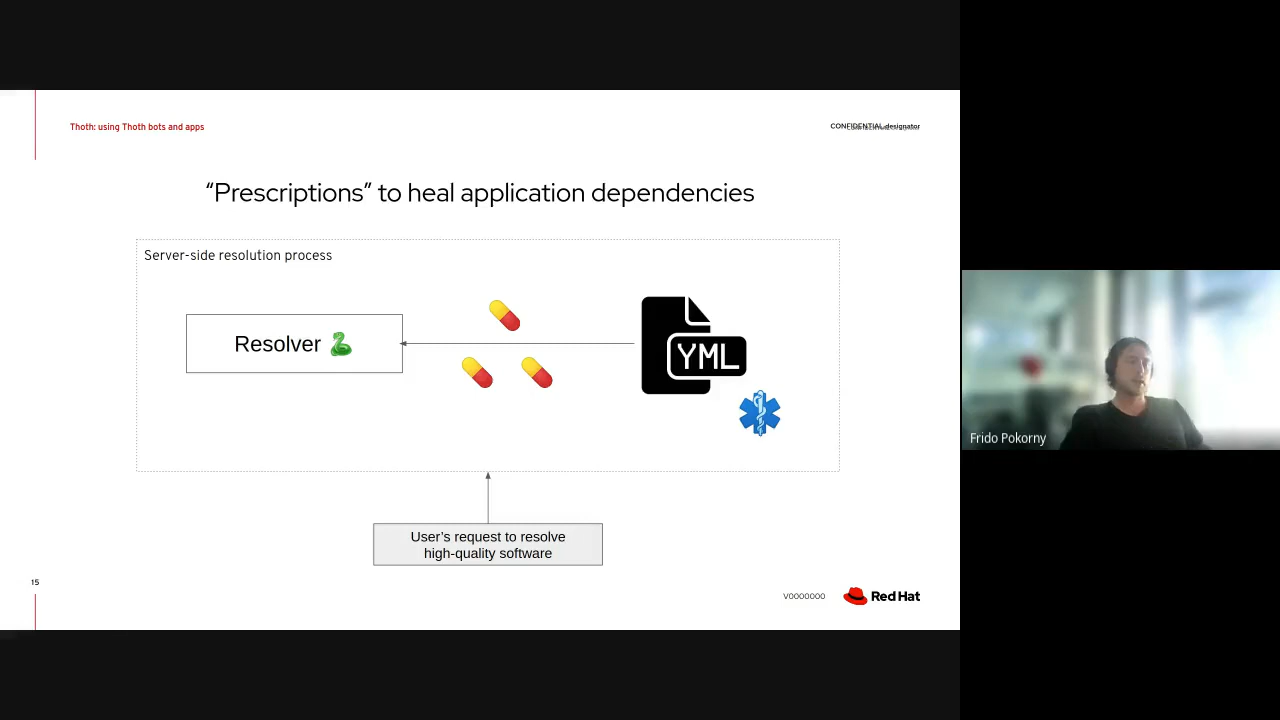 Thoth: using Thoth bots and apps
CONFIDENTIAL designator
“Prescriptions” to heal application dependencies
Server-side resolution process
Resolver
YML
User's request to resolve
high-quality software
Frido Pokorny
15
V0000000
Red Hat